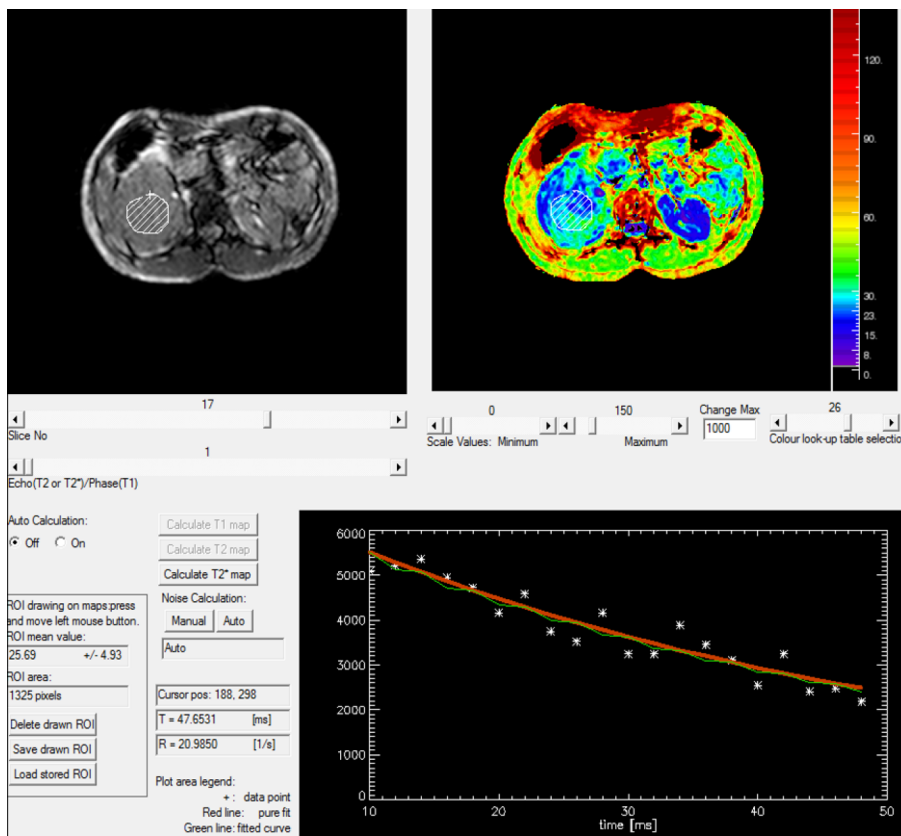 120.
90.
60.
30.
23.
15.
8.
0.
17
Slice No
1
Echo(T2 or T2*)/Phase(T1)
0
150
Change Max
1000
26
Scale Values: Minimum
Maximum
Colour look-up table selectio
Auto Calculation:
Off On
Calculate T1 map
Calculate T2 map
Calculate T2* map
Noise Calculation:
Manual Auto
Auto
ROI drawing on maps:press
and move left mouse button.
ROI mean value:
25.69 +/- 4.93
ROI area:
1325 pixels
Delete drawn ROI
Save drawn ROI
Load stored ROI
Cursor pos: 188, 298
T = 47.6531 [ms]
R = 20.9850 [1/s]
Plot area legend:
+ : data point
Red line: pure fit
Green line: fitted curve
6000
5000
4000
3000
2000
1000
0
10 20 30 40 50
time [ms]